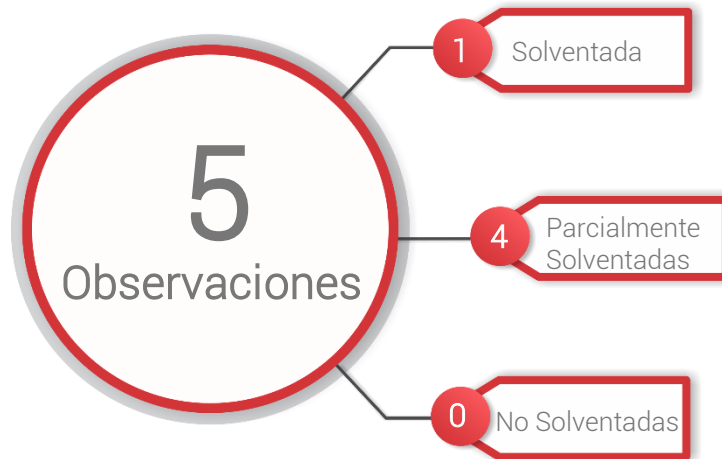 5
Observaciones
1
Solventada
4
Parcialmente
Solventadas
0
No Solventadas